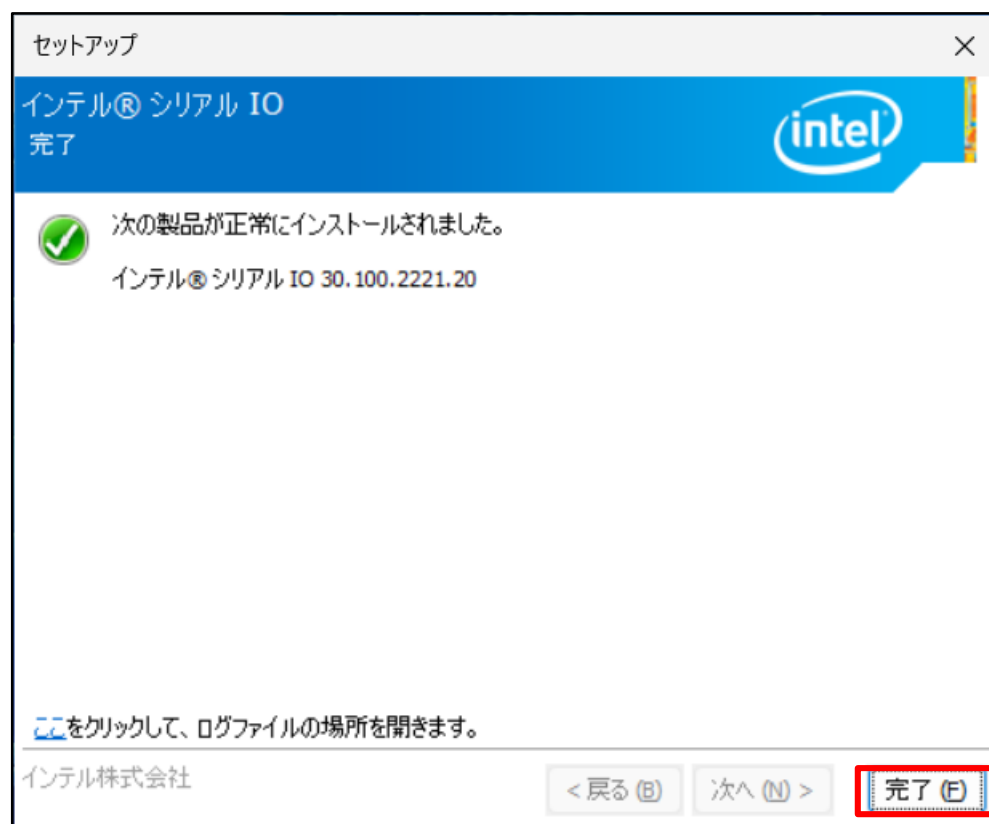 セットアップ
インテル® シリアル IO
完了
intel
次の製品が正常にインストールされました。
インテル® シリアル IO 30.100.2221.20
ここをクリックして、ログファイルの場所を開きます。
インテル株式会社
< 戻る (B) 次へ (N) > 完了 (F)